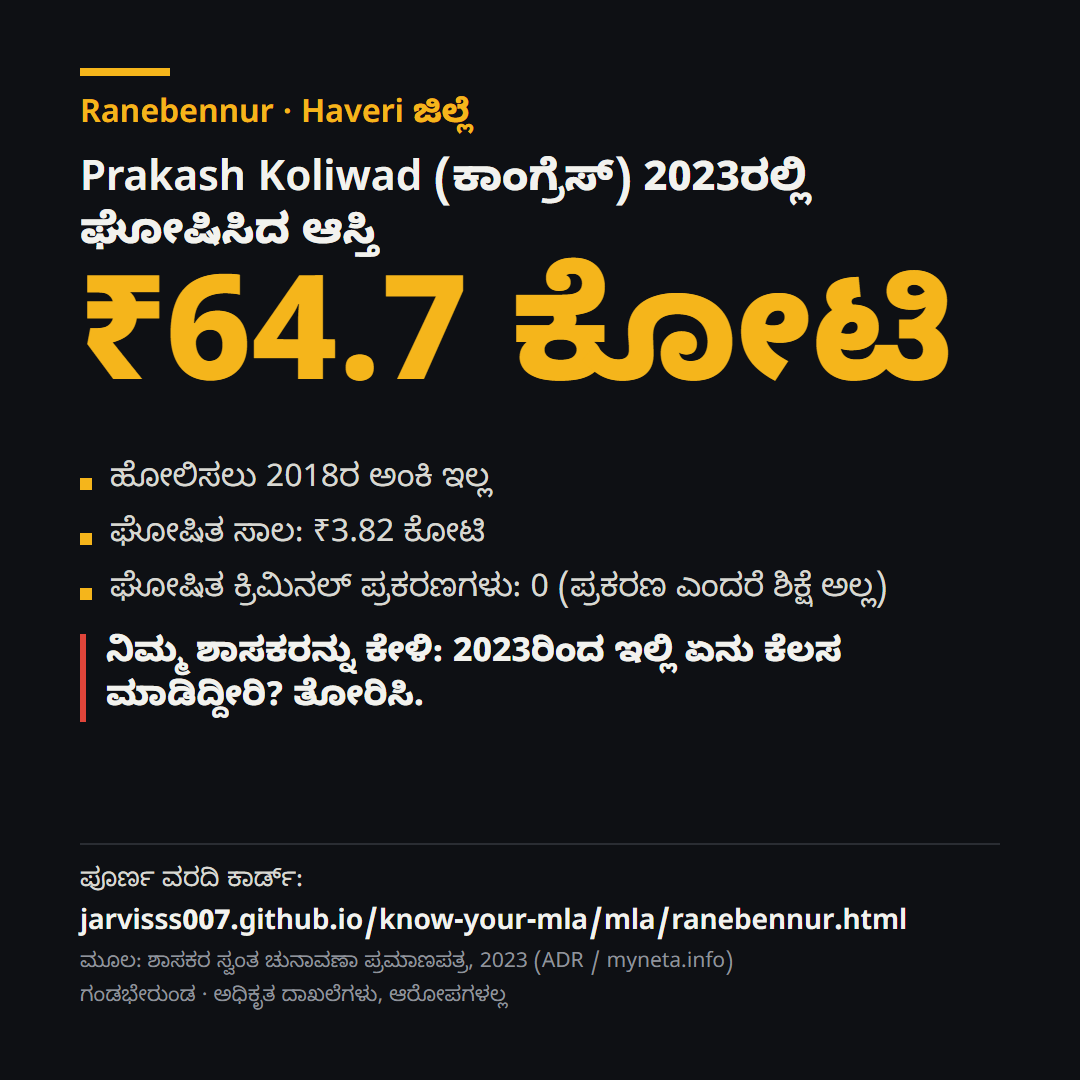 Ranebennur · Haveri ಜಿಲ್ಲೆ
Prakash Koliwad (ಕಾಂಗ್ರೆಸ್) 2023ರಲ್ಲಿ
ಘೋಷಿಸಿದ ಆಸ್ತಿ
₹64.7 ಕೋಟಿ
ಹೋಲಿಸಲು 2018ರ ಅಂಕಿ ಇಲ್ಲ
ಘೋಷಿತ ಸಾಲ: ₹3.82 ಕೋಟಿ
ಘೋಷಿತ ಕ್ರಿಮಿನಲ್ ಪ್ರಕರಣಗಳು: 0 (ಪ್ರಕರಣ ಎಂದರೆ ಶಿಕ್ಷೆ ಅಲ್ಲ)
ನಿಮ್ಮ ಶಾಸಕರನ್ನು ಕೇಳಿ: 2023ರಿಂದ ಇಲ್ಲಿ ಏನು ಕೆಲಸ
ಮಾಡಿದ್ದೀರಿ? ತೋರಿಸಿ.
ಪೂರ್ಣ ವರದಿ ಕಾರ್ಡ್:
jarvisss007.github.io/know-your-mla/mla/ranebennur.html
ಮೂಲ: ಶಾಸಕರ ಸ್ವಂತ ಚುನಾವಣಾ ಪ್ರಮಾಣಪತ್ರ, 2023 (ADR / myneta.info)
ಗಂಡಭೇರುಂಡ · ಅಧಿಕೃತ ದಾಖಲೆಗಳು, ಆರೋಪಗಳಲ್ಲ